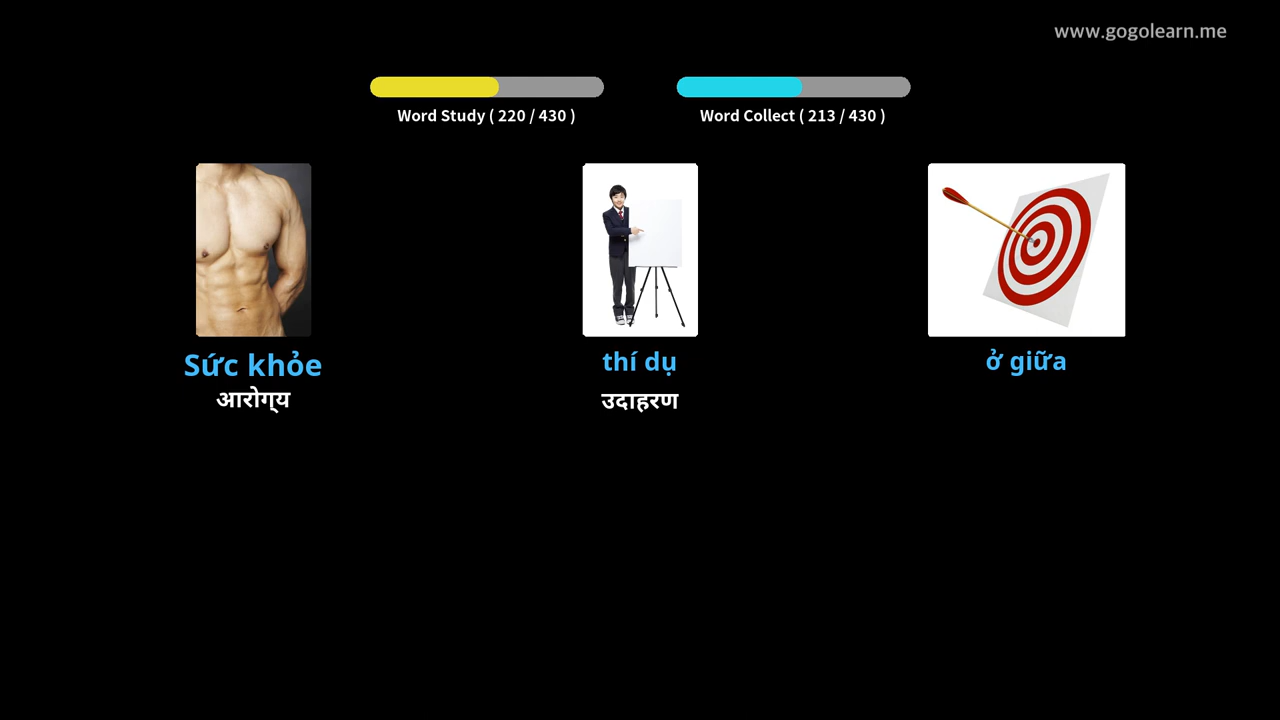 www.gogolearn.me
Word Study ( 220 / 430 )
Word Collect ( 213 / 430 )
Sức khỏe
thí dụ
ở giữa
आरोग्य
उदाहरण